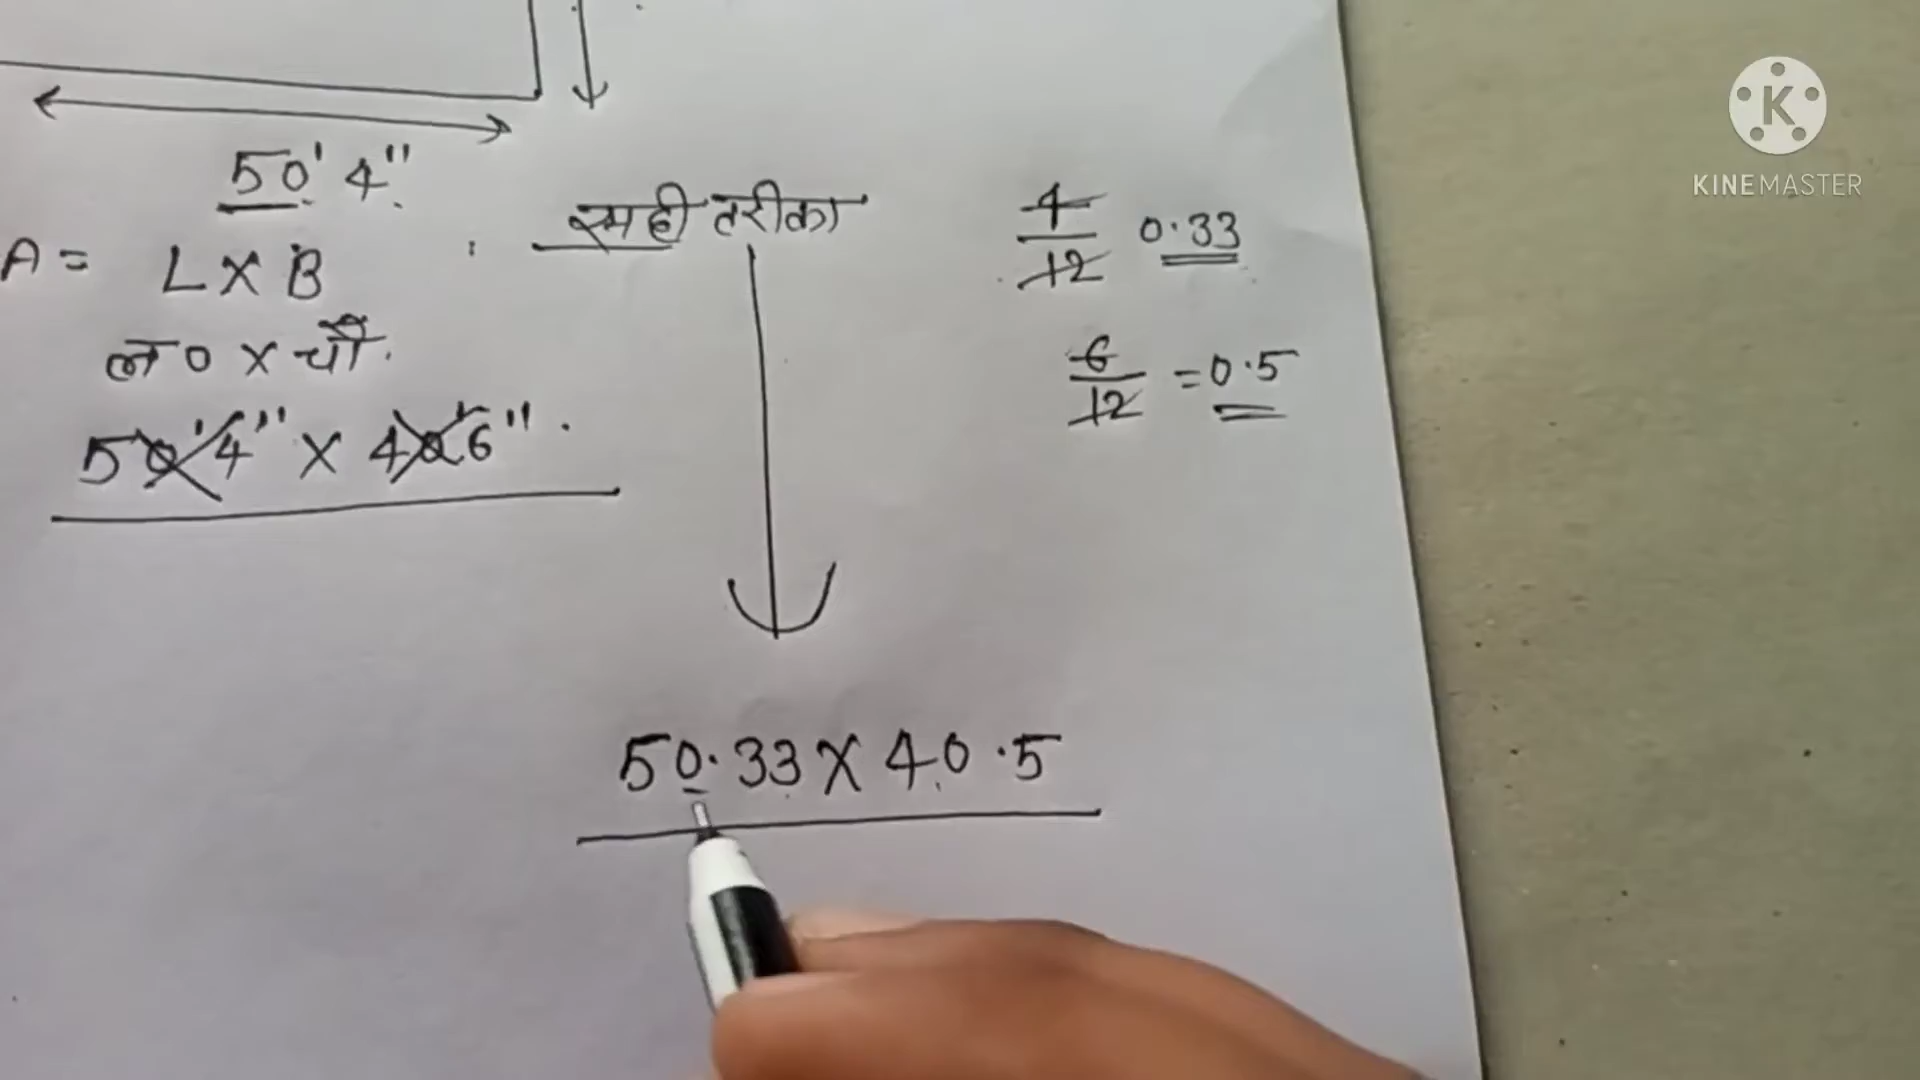 50' 4"
A = L X B
ल0 X चौ.
50'4" X 40'6"
सही तरीका
4/12 0.33
6/12 = 0.5
50.33 X 40.5
K
KINEMASTER